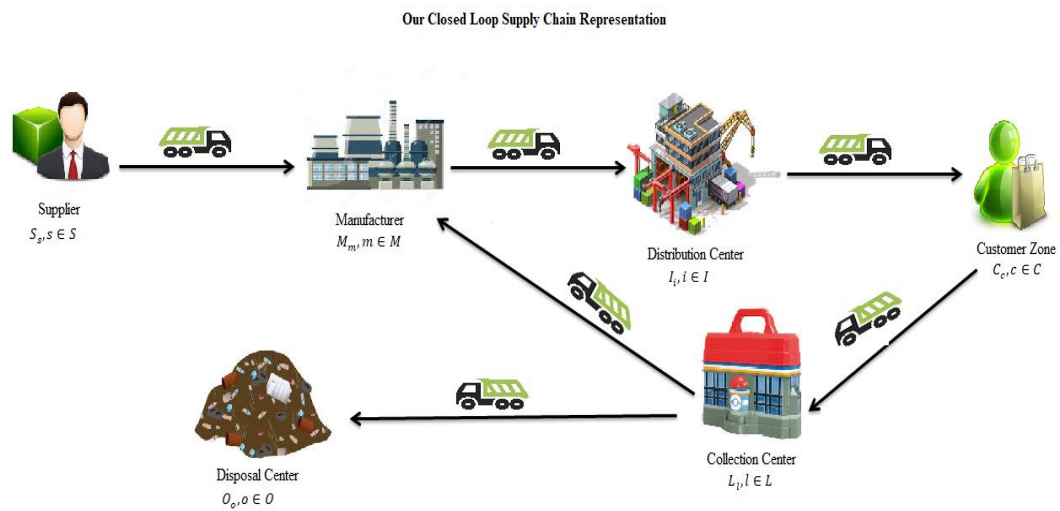 Our Closed Loop Supply Chain Representation
Supplier
S_s, s ∈ S
Manufacturer
M_m, m ∈ M
Distribution Center
I_i, i ∈ I
Customer Zone
C_c, c ∈ C
Collection Center
L_l, l ∈ L
Disposal Center
O_o, o ∈ O